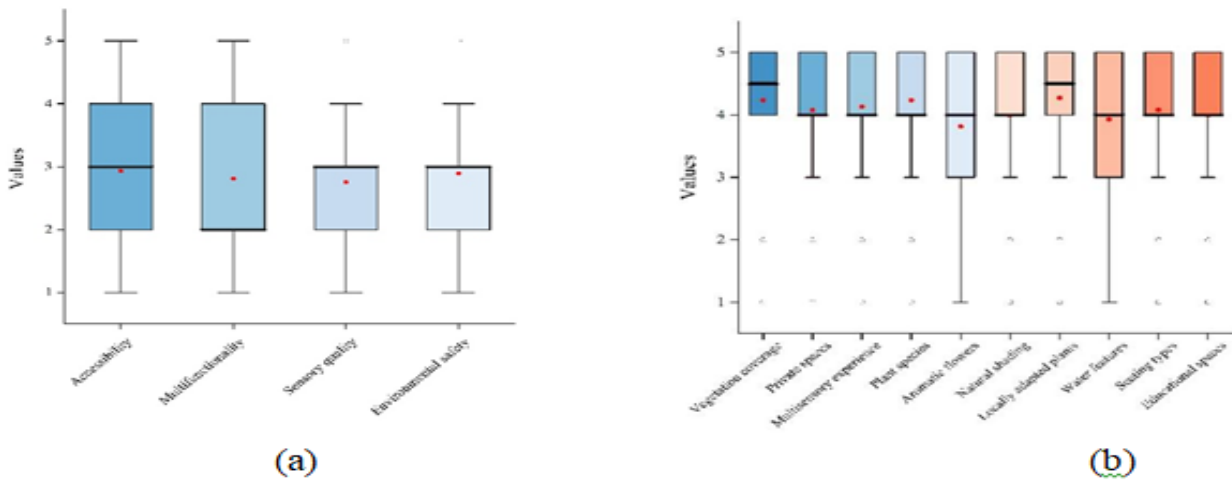 5
4
3
2
1
Values
Accessibility
Multifunctionality
Sensory quality
Environmental safety
(a)
5
4
3
2
1
Values
Vegetation coverage
Private spaces
Multisensory experience
Plant species
Aromatic flowers
Natural shading
Locally adapted plants
Water features
Seating types
Educational spaces
(b)